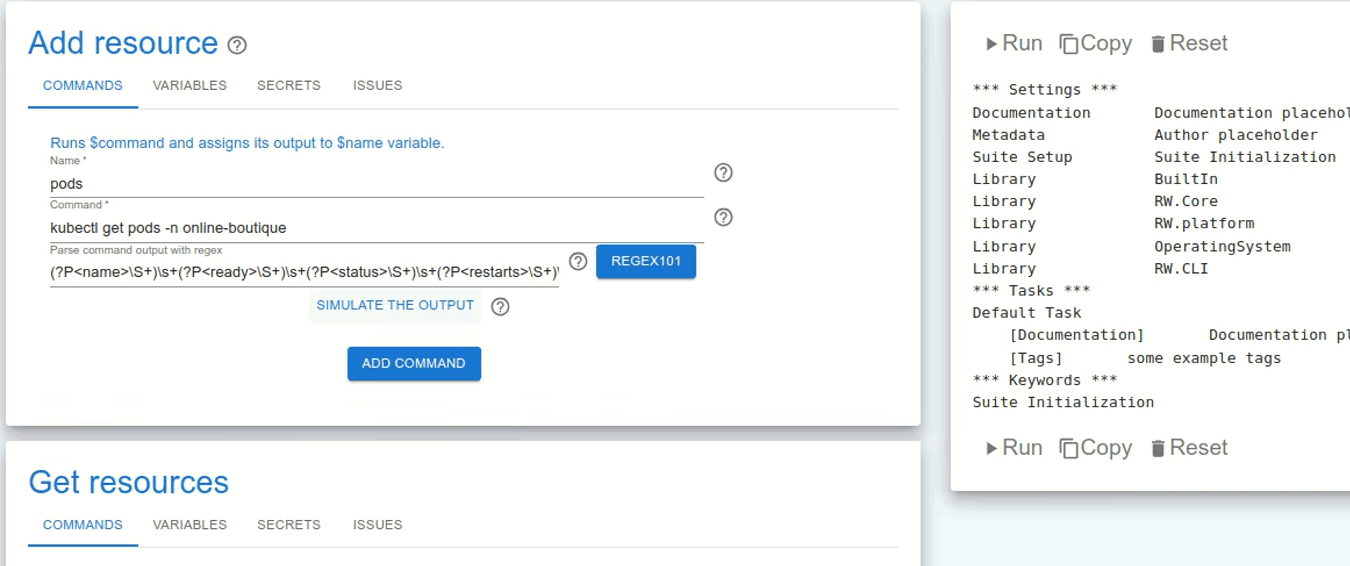 Add resource
COMMANDS VARIABLES SECRETS ISSUES
Runs $command and assigns its output to $name variable.
Name *
pods
Command *
kubectl get pods -n online-boutique
Parse command output with regex
(?P<name>\S+)\s+(?P<ready>\S+)\s+(?P<status>\S+)\s+(?P<restarts>\S+)\
REGEX101
SIMULATE THE OUTPUT
ADD COMMAND
Get resources
COMMANDS VARIABLES SECRETS ISSUES
Run Copy Reset
*** Settings ***
Documentation Documentation placehol
Metadata Author placeholder
Suite Setup Suite Initialization
Library BuiltIn
Library RW.Core
Library RW.platform
Library OperatingSystem
Library RW.CLI
*** Tasks ***
Default Task
[Documentation] Documentation pl
[Tags] some example tags
*** Keywords ***
Suite Initialization
Run Copy Reset